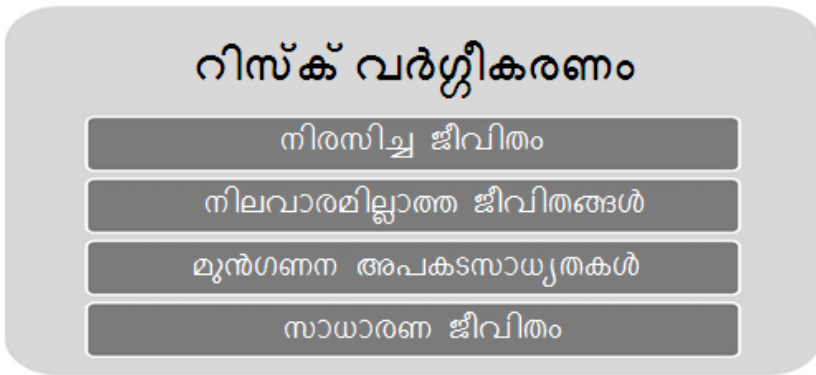 റിസ്ക് വർഗ്ഗീകരണം
നിരസിച്ച ജീവിതം
നിലവാരമില്ലാത്ത ജീവിതങ്ങൾ
മുൻഗണന അപകടസാധ്യതകൾ
സാധാരണ ജീവിതം